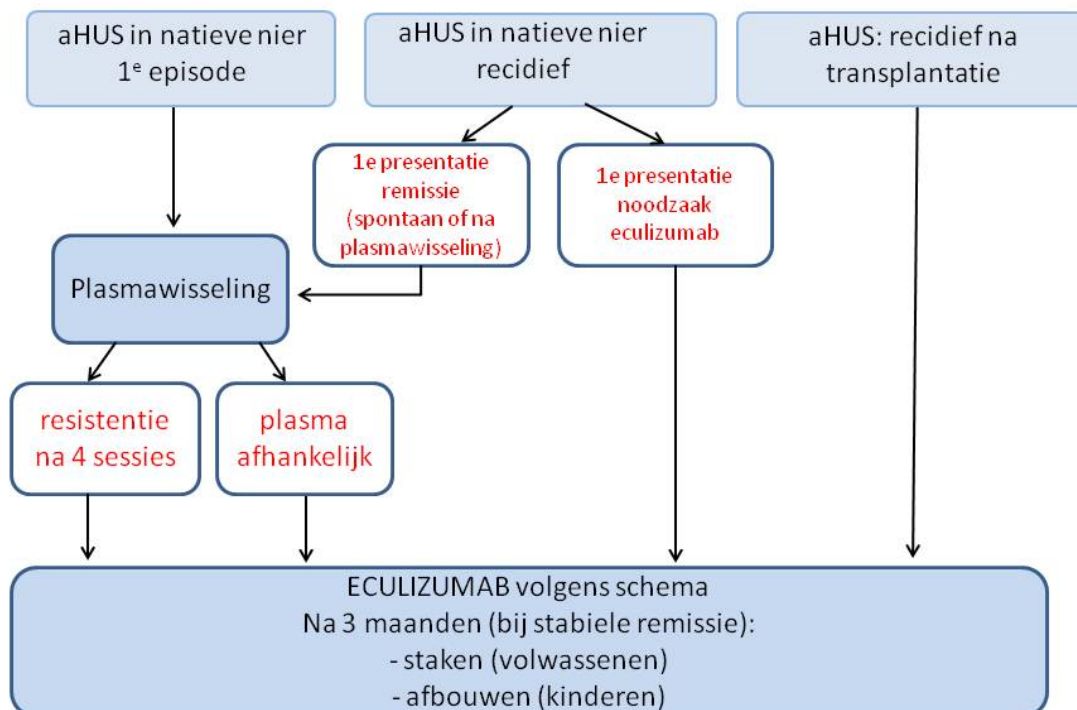 aHUS in natieve nier
1e episode
aHUS in natieve nier
recidief
aHUS: recidief na
transplantatie
1e presentatie
remissie
(spontaan of na
plasmawisseling)
1e presentatie
noodzaak
eculizumab
Plasmawisseling
resistentie
na 4 sessies
plasma
afhankelijk
ECULIZUMAB volgens schema
Na 3 maanden (bij stabiele remissie):
- staken (volwassenen)
- afbouwen (kinderen)